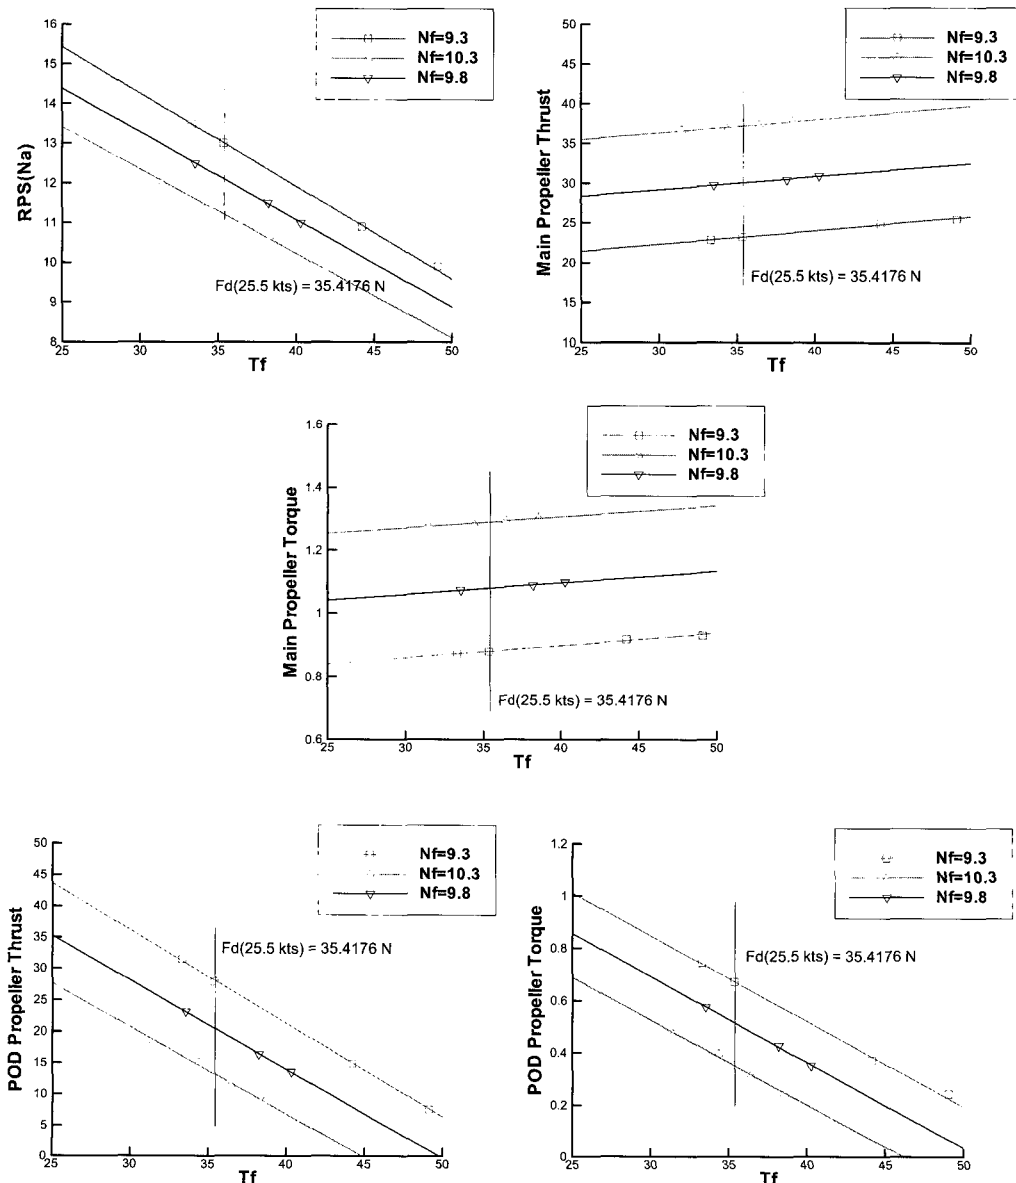 16
15
14
13
12
11
10
9
8
RPS(Na)
25
30
35
40
45
50
Tf
Nf=9.3
Nf=10.3
Nf=9.8
Fd(25.5 kts) = 35.4176 N
50
45
40
35
30
25
20
15
10
Main Propeller Thrust
25
30
35
40
45
50
Tf
Nf=9.3
Nf=10.3
Nf=9.8
Fd(25.5 kts) = 35.4176 N
1.6
1.4
1.2
1
0.8
0.6
Main Propeller Torque
25
30
35
40
45
50
Tf
Nf=9.3
Nf=10.3
Nf=9.8
Fd(25.5 kts) = 35.4176 N
50
45
40
35
30
25
20
15
10
5
0
POD Propeller Thrust
25
30
35
40
45
50
Tf
Nf=9.3
Nf=10.3
Nf=9.8
Fd(25.5 kts) = 35.4176 N
1.2
1
0.8
0.6
0.4
0.2
0
POD Propeller Torque
25
30
35
40
45
50
Tf
Nf=9.3
Nf=10.3
Nf=9.8
Fd(25.5 kts) = 35.4176 N